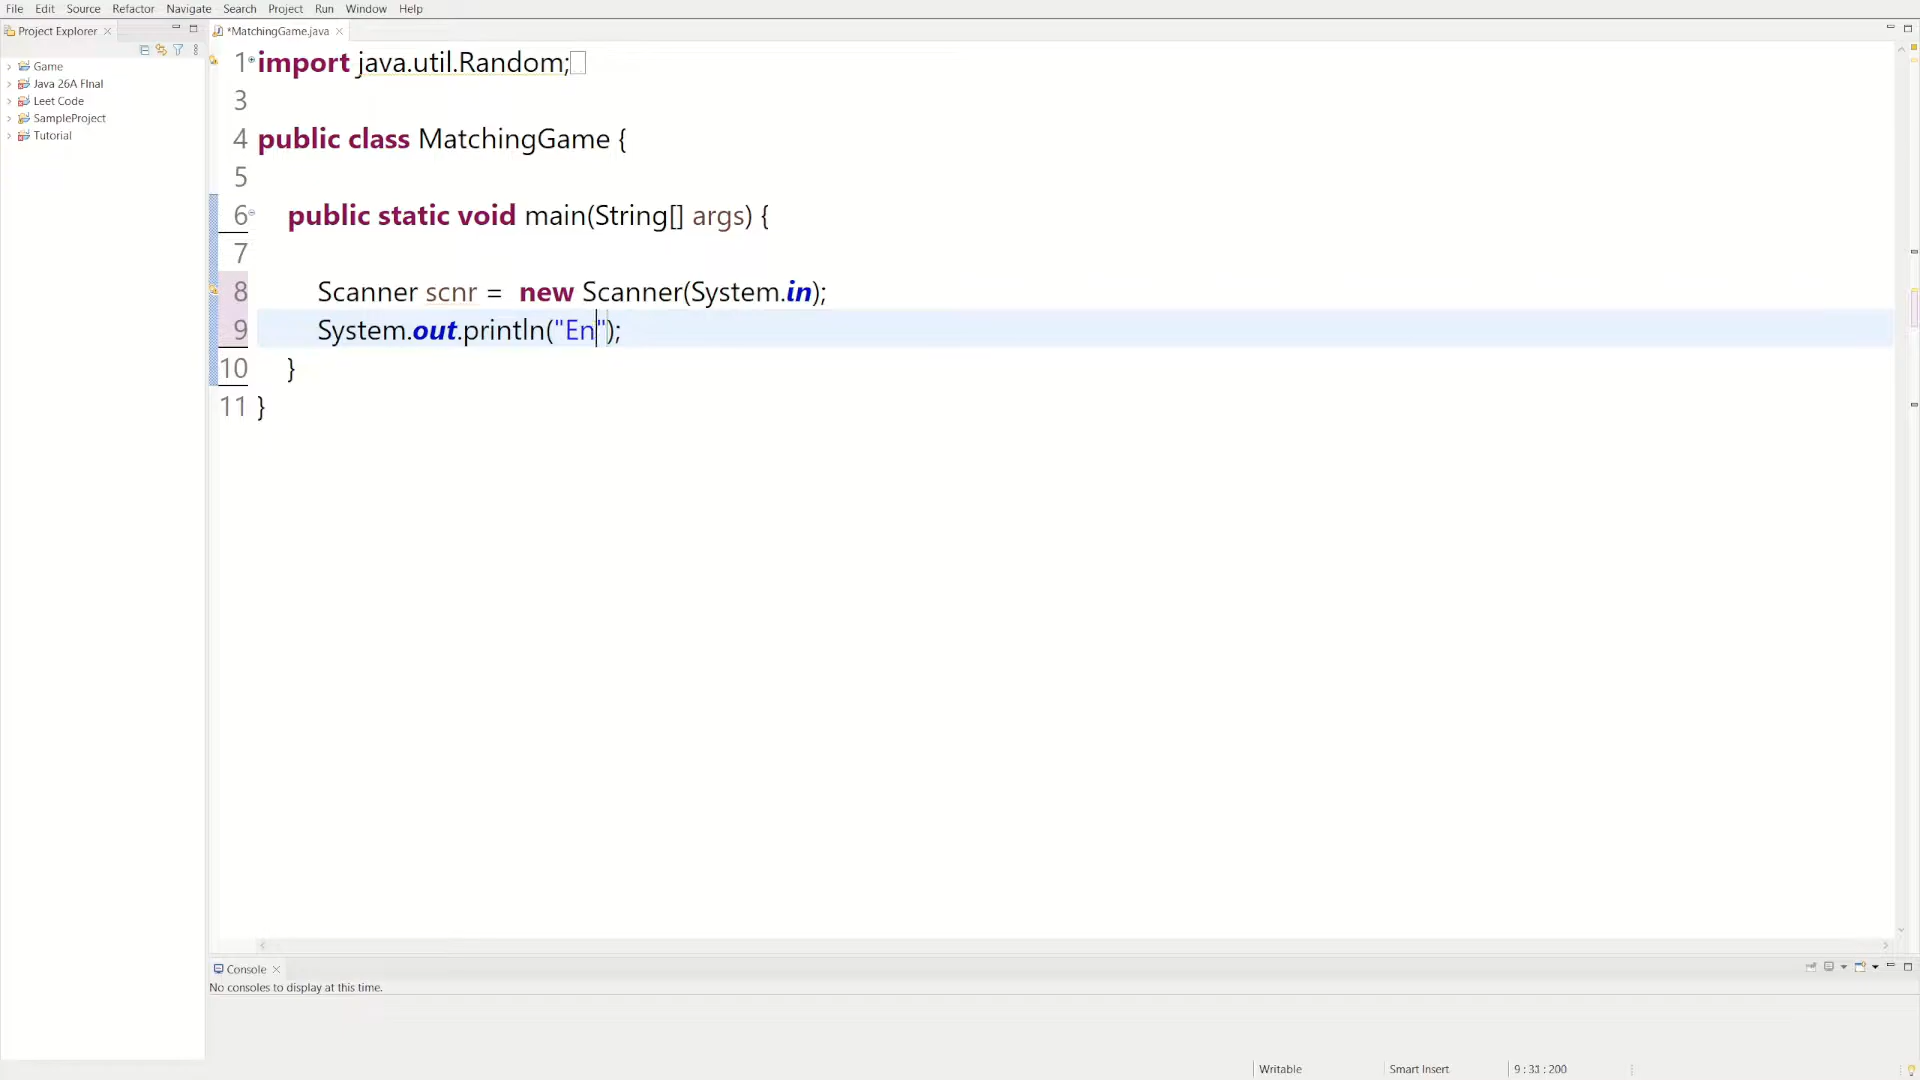 File Edit Source Refactor Navigate Search Project Run Window Help
Project Explorer
*MatchingGame.java
Game
Java 26A FInal
Leet Code
SampleProject
Tutorial
1 import java.util.Random;
3
4 public class MatchingGame {
5
6 public static void main(String[] args) {
7
8 Scanner scnr =  new Scanner(System.in);
9 System.out.println("En");
10 }
11 }
Console
No consoles to display at this time.
Writable Smart Insert 9 : 31 : 200